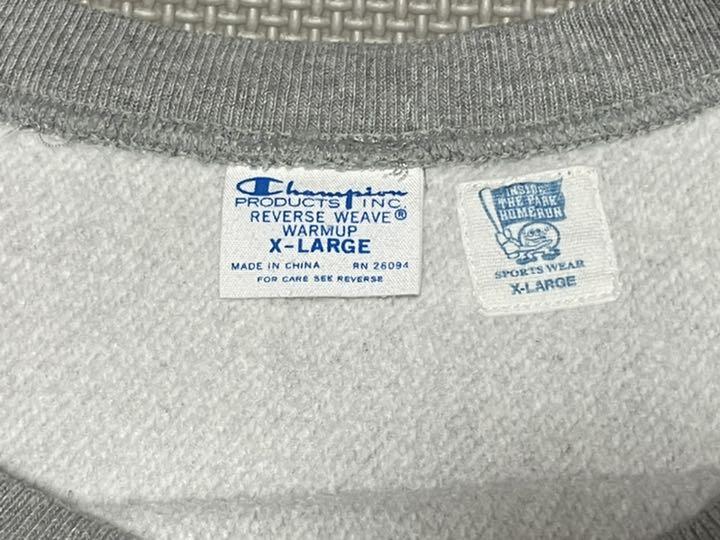 Champion
PRODUCTS INC.
REVERSE WEAVE®
WARMUP
X-LARGE
MADE IN CHINA RN 26094
FOR CARE SEE REVERSE
INSIDE
THE PARK
HOMERUN
SPORTS WEAR
X-LARGE